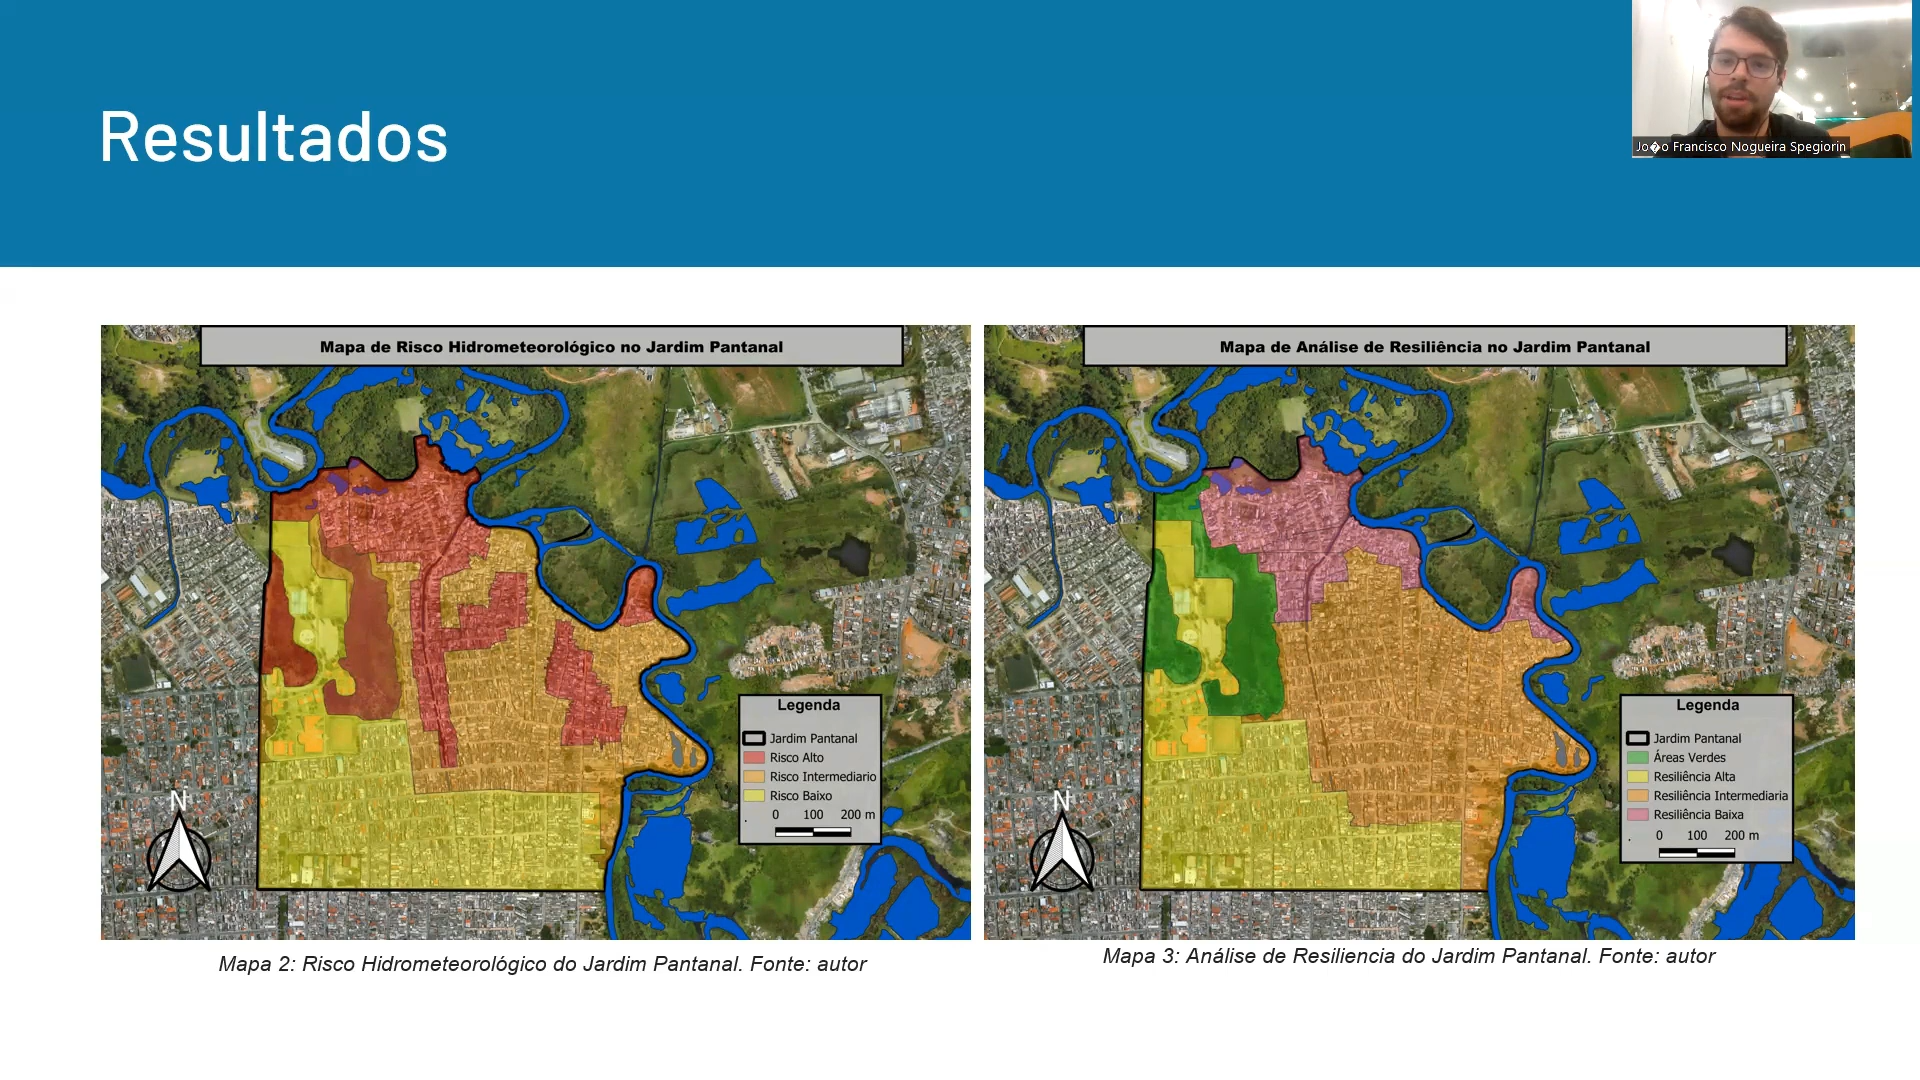 Resultados
Jo�o Francisco Nogueira Spegiorin
Mapa de Risco Hidrometeorológico no Jardim Pantanal
N
Legenda
Jardim Pantanal
Risco Alto
Risco Intermediario
Risco Baixo
0 100 200 m
Mapa 2: Risco Hidrometeorológico do Jardim Pantanal. Fonte: autor
Mapa de Análise de Resiliência no Jardim Pantanal
N
Legenda
Jardim Pantanal
Áreas Verdes
Resiliência Alta
Resiliência Intermediaria
Resiliência Baixa
0 100 200 m
Mapa 3: Análise de Resiliencia do Jardim Pantanal. Fonte: autor